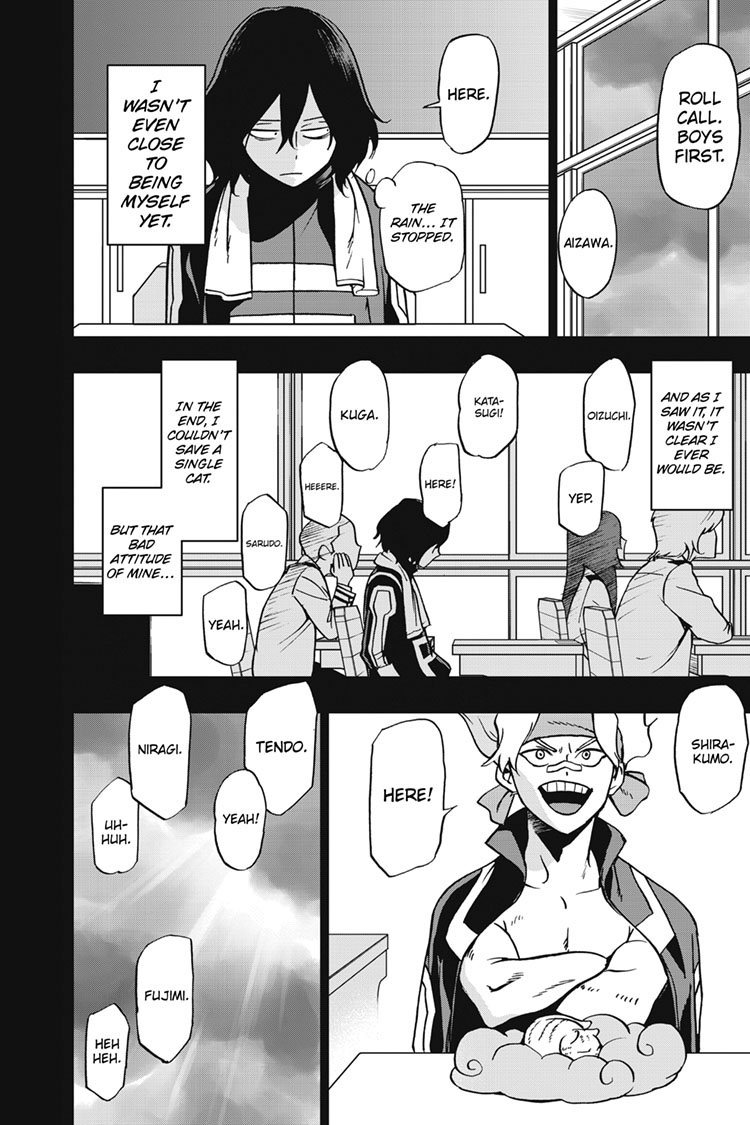 ROLL
CALL.
BOYS
FIRST.
AIZAWA.
HERE.
THE
RAIN... IT
STOPPED.
I
WASN'T
EVEN
CLOSE
TO
BEING
MYSELF
YET.
AND AS I
SAW IT, IT
WASN'T
CLEAR I
EVER
WOULD BE.
OIZUCHI.
YEP.
KATA-
SUGI!
HERE!
KUGA.
HEEERE.
SARUDO.
YEAH.
IN THE
END, I
COULDN'T
SAVE A
SINGLE
CAT.
BUT THAT
BAD
ATTITUDE
OF MINE...
SHIRA-
KUMO.
HERE!
TENDO.
YEAH!
NIRAGI.
UH-
HUH.
FUJIMI.
HEH
HEH.